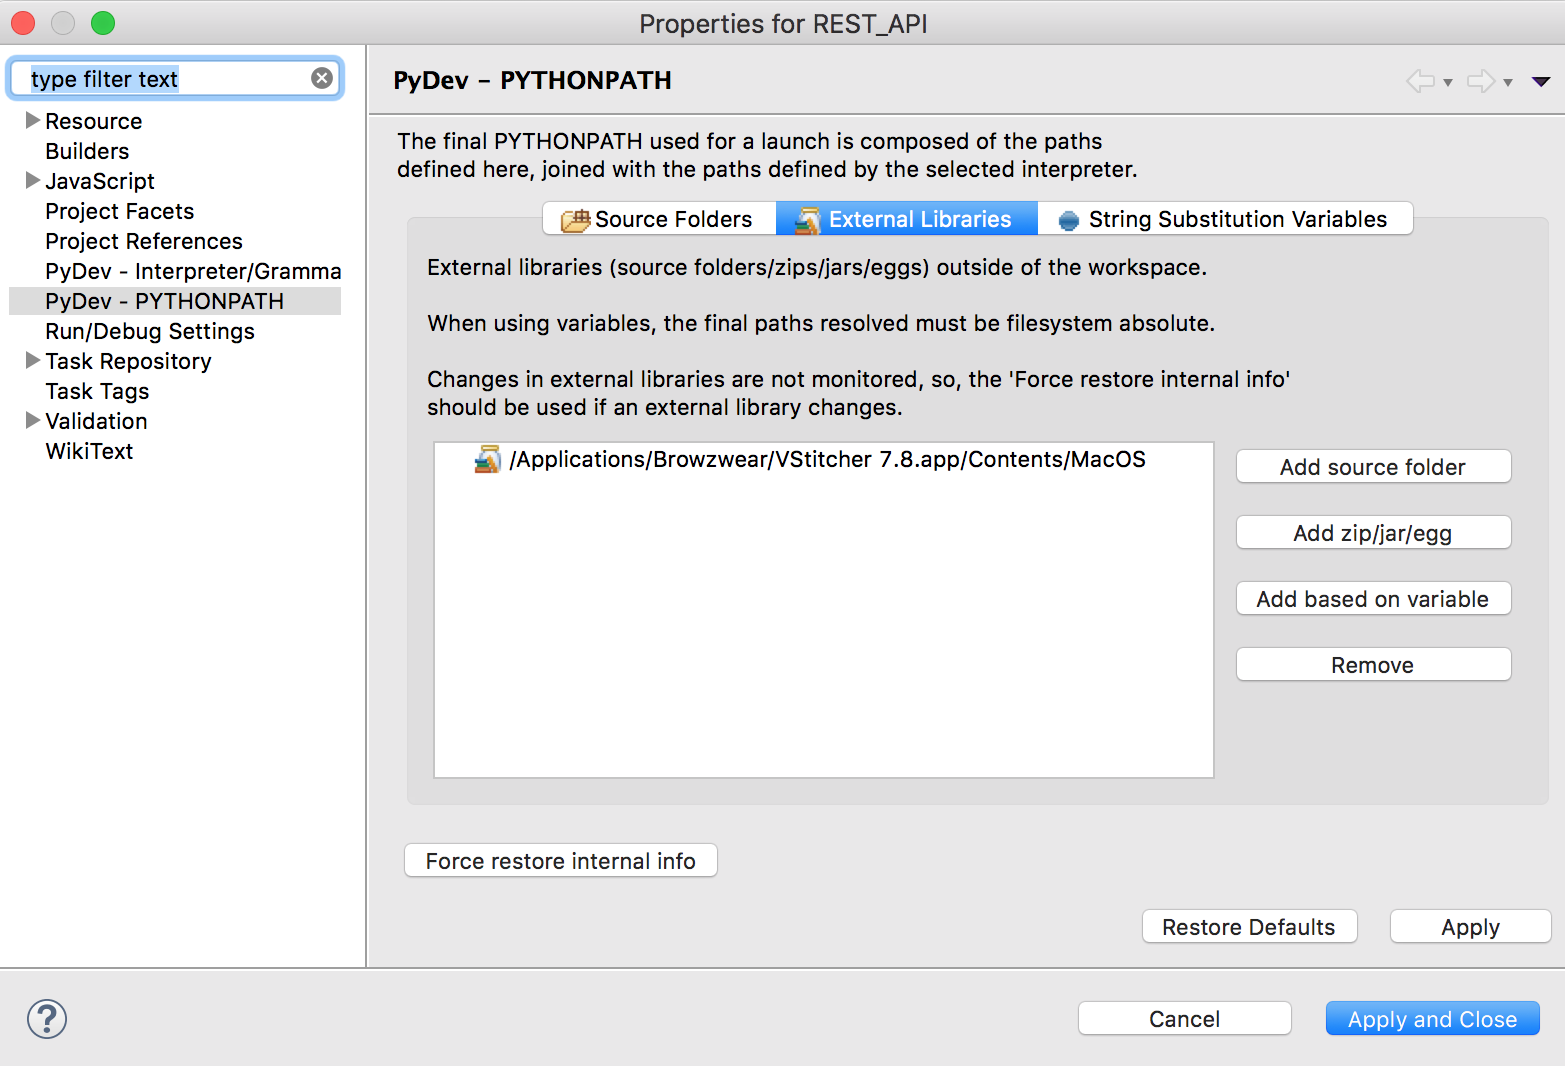 Properties for REST_API
type filter text
Resource
Builders
JavaScript
Project Facets
Project References
PyDev - Interpreter/Gramma
PyDev - PYTHONPATH
Run/Debug Settings
Task Repository
Task Tags
Validation
WikiText
PyDev - PYTHONPATH
The final PYTHONPATH used for a launch is composed of the paths
defined here, joined with the paths defined by the selected interpreter.
Source Folders
External Libraries
String Substitution Variables
External libraries (source folders/zips/jars/eggs) outside of the workspace.
When using variables, the final paths resolved must be filesystem absolute.
Changes in external libraries are not monitored, so, the 'Force restore internal info'
should be used if an external library changes.
/Applications/Browzwear/VStitcher 7.8.app/Contents/MacOS
Add source folder
Add zip/jar/egg
Add based on variable
Remove
Force restore internal info
Restore Defaults
Apply
?
Cancel
Apply and Close